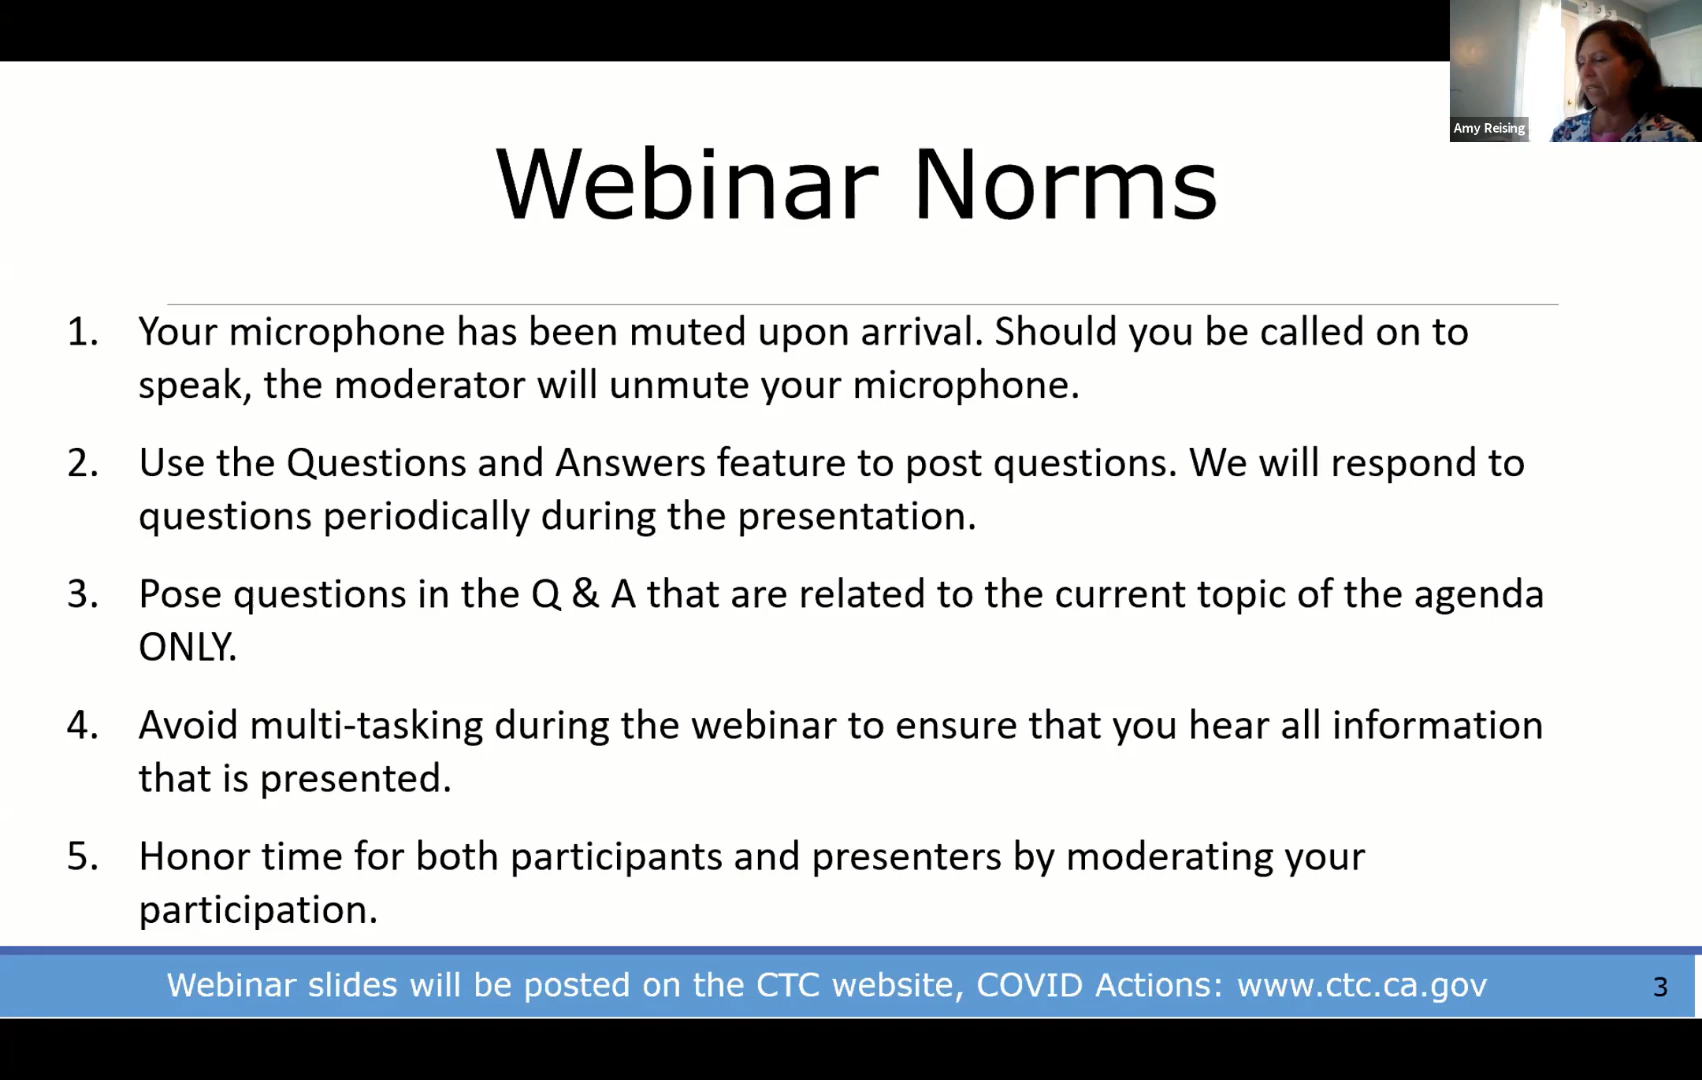 Amy Reising
Webinar Norms
1. Your microphone has been muted upon arrival. Should you be called on to
speak, the moderator will unmute your microphone.
2. Use the Questions and Answers feature to post questions. We will respond to
questions periodically during the presentation.
3. Pose questions in the Q & A that are related to the current topic of the agenda
ONLY.
4. Avoid multi-tasking during the webinar to ensure that you hear all information
that is presented.
5. Honor time for both participants and presenters by moderating your
participation.
Webinar slides will be posted on the CTC website, COVID Actions: www.ctc.ca.gov
3